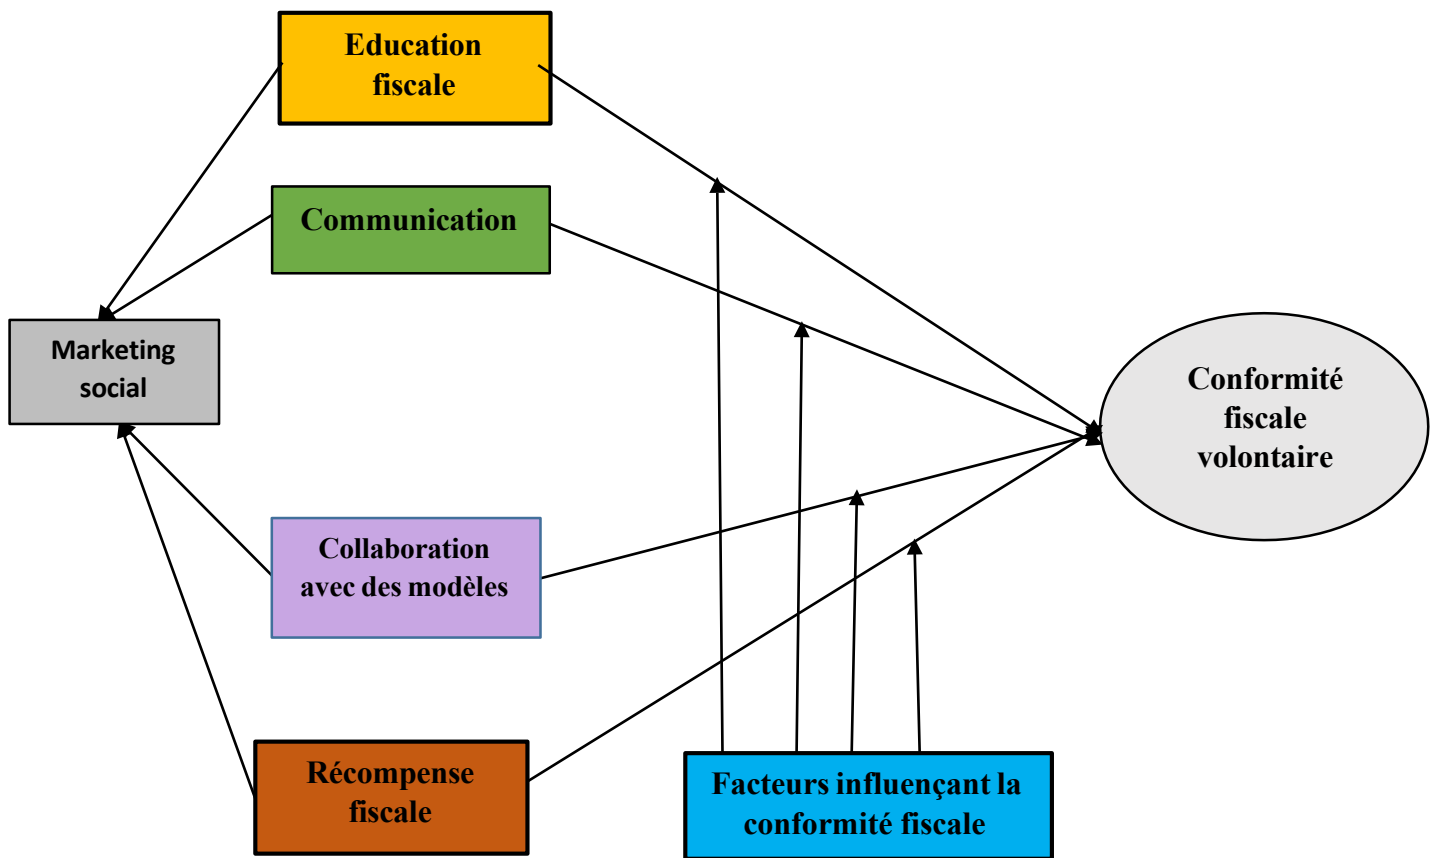 Education
fiscale
Communication
Marketing
social
Conformité
fiscale
volontaire
Collaboration
avec des modèles
Récompense
fiscale
Facteurs influençant la
conformité fiscale